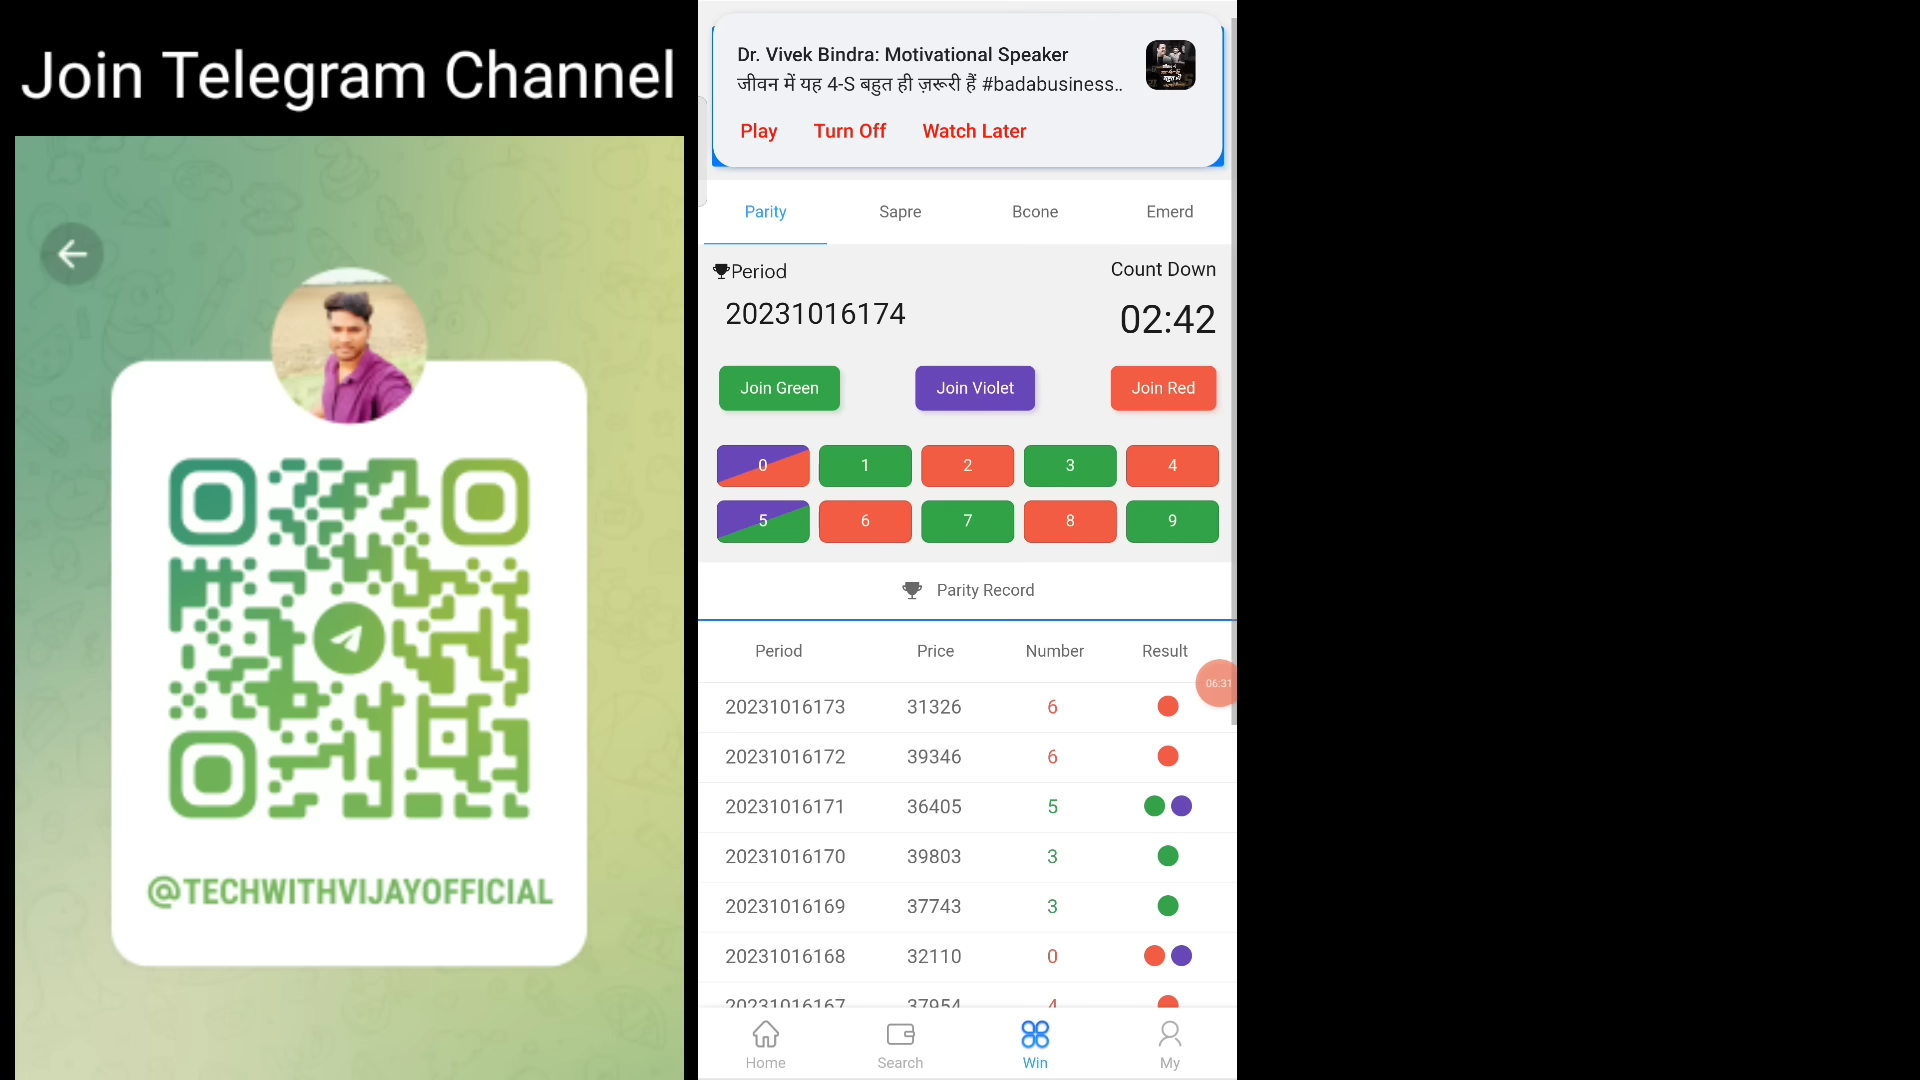 Join Telegram Channel
@TECHWITHVIJAYOFFICIAL
Dr. Vivek Bindra: Motivational Speaker
जीवन में यह 4-S बहुत ही ज़रूरी हैं #badabusiness..
Play Turn Off Watch Later
Parity Sapre Bcone Emerd
Period Count Down
20231016174 02:42
Join Green Join Violet Join Red
0 1 2 3 4
5 6 7 8 9
Parity Record
Period Price Number Result
06:31
20231016173 31326 6
20231016172 39346 6
20231016171 36405 5
20231016170 39803 3
20231016169 37743 3
20231016168 32110 0
20231016167 37954 4
Home Search Win My